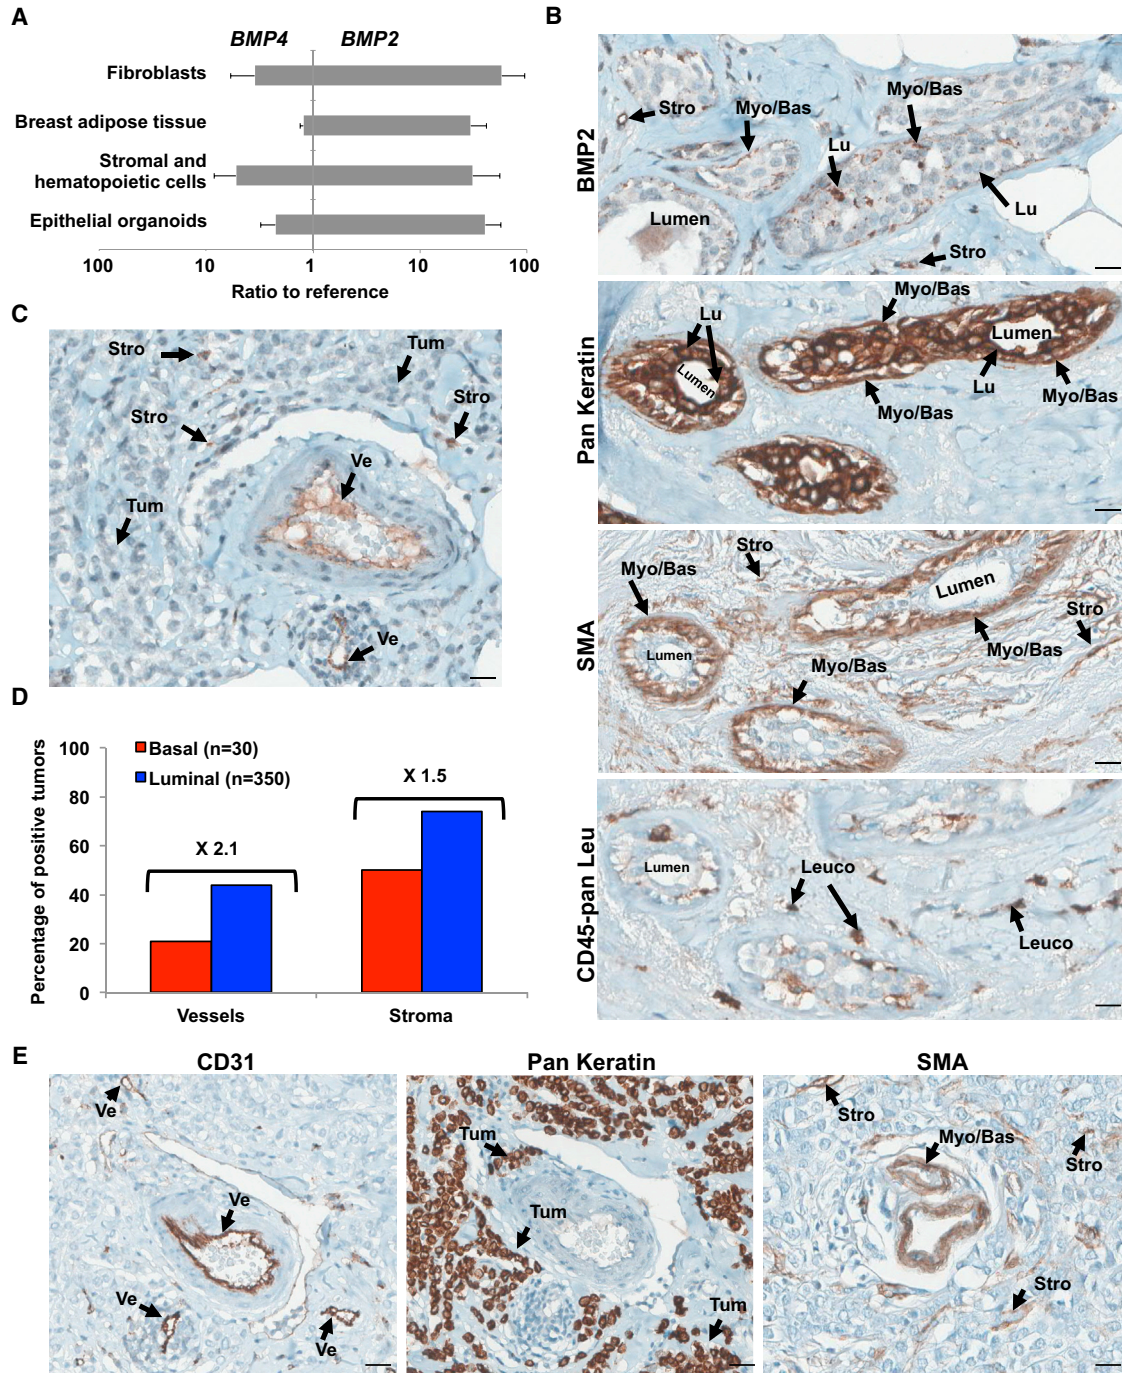 A
BMP4 BMP2
Fibroblasts
Breast adipose tissue
Stromal and
hematopoietic cells
Epithelial organoids
100 10 1 10 100
Ratio to reference
B
BMP2
Stro
Myo/Bas
Myo/Bas
Lu
Lumen
Lu
Stro
Pan Keratin
Myo/Bas
Lu
Lumen
Lumen
Lu
Myo/Bas
Myo/Bas
SMA
Stro
Myo/Bas
Lumen
Stro
Lumen
Myo/Bas
Myo/Bas
CD45-pan Leu
Lumen
Leuco
Leuco
C
Stro
Tum
Stro
Stro
Ve
Tum
Ve
D
Percentage of positive tumors
100
80
60
40
20
0
Basal (n=30)
Luminal (n=350)
X 2.1
X 1.5
Vessels Stroma
E
CD31
Ve
Ve
Ve
Ve
Pan Keratin
Tum
Tum
Tum
SMA
Stro
Myo/Bas
Stro
Stro